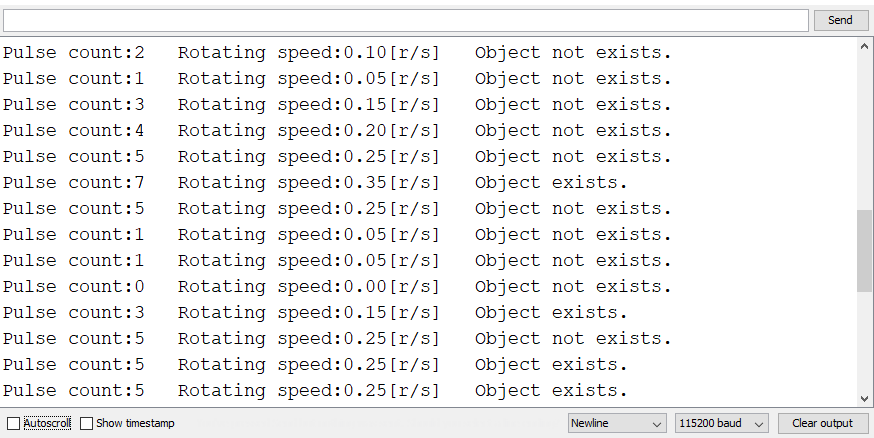 Send
Pulse count:2   Rotating speed:0.10[r/s]   Object not exists.
Pulse count:1   Rotating speed:0.05[r/s]   Object not exists.
Pulse count:3   Rotating speed:0.15[r/s]   Object not exists.
Pulse count:4   Rotating speed:0.20[r/s]   Object not exists.
Pulse count:5   Rotating speed:0.25[r/s]   Object not exists.
Pulse count:7   Rotating speed:0.35[r/s]   Object exists.
Pulse count:5   Rotating speed:0.25[r/s]   Object not exists.
Pulse count:1   Rotating speed:0.05[r/s]   Object not exists.
Pulse count:1   Rotating speed:0.05[r/s]   Object not exists.
Pulse count:0   Rotating speed:0.00[r/s]   Object not exists.
Pulse count:3   Rotating speed:0.15[r/s]   Object exists.
Pulse count:5   Rotating speed:0.25[r/s]   Object not exists.
Pulse count:5   Rotating speed:0.25[r/s]   Object exists.
Pulse count:5   Rotating speed:0.25[r/s]   Object exists.
Autoscroll Show timestamp Newline 115200 baud Clear output